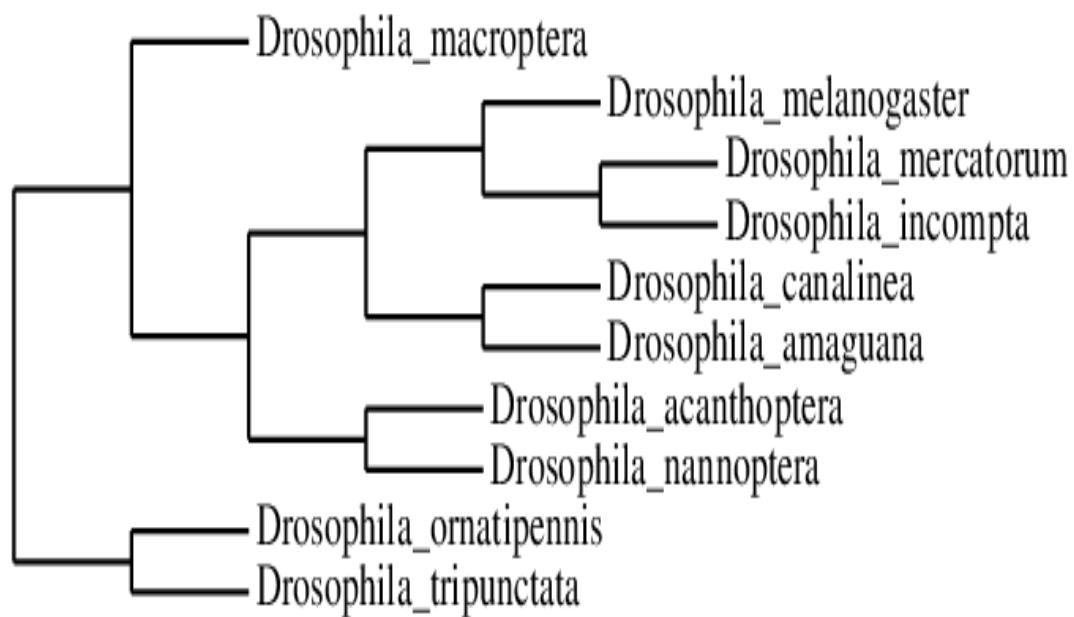 Drosophila_macroptera
Drosophila_melanogaster
Drosophila_mercatorum
Drosophila_incompta
Drosophila_canalinea
Drosophila_amaguana
Drosophila_acanthoptera
Drosophila_nannoptera
Drosophila_ornatipennis
Drosophila_tripunctata